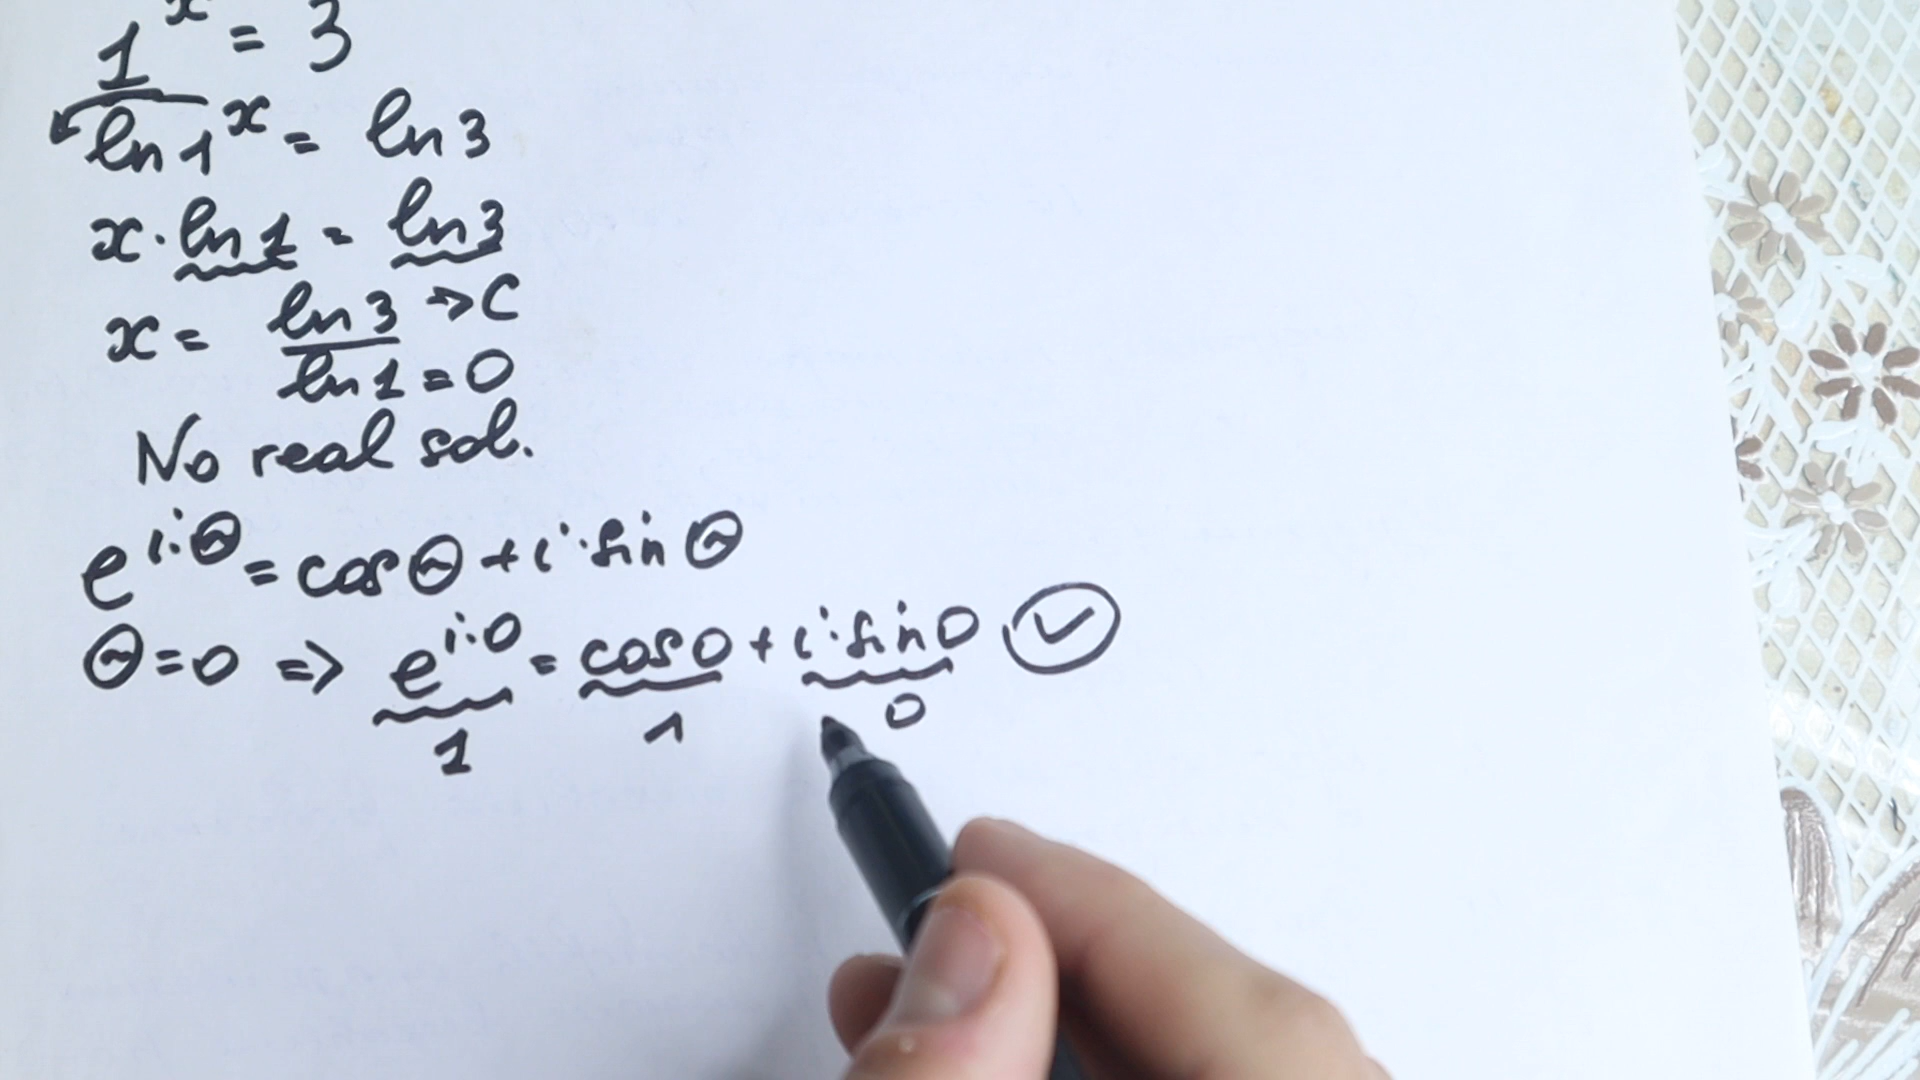 1^x = 3
ln 1^x = ln 3
x · ln 1 = ln 3
x = ln 3 / ln 1 = 0 → C
No real sol.
e^{i·Θ} = cos Θ + i · sin Θ
Θ = 0 => e^{i·0} = cos 0 + i · sin 0 ✓
1 1 0